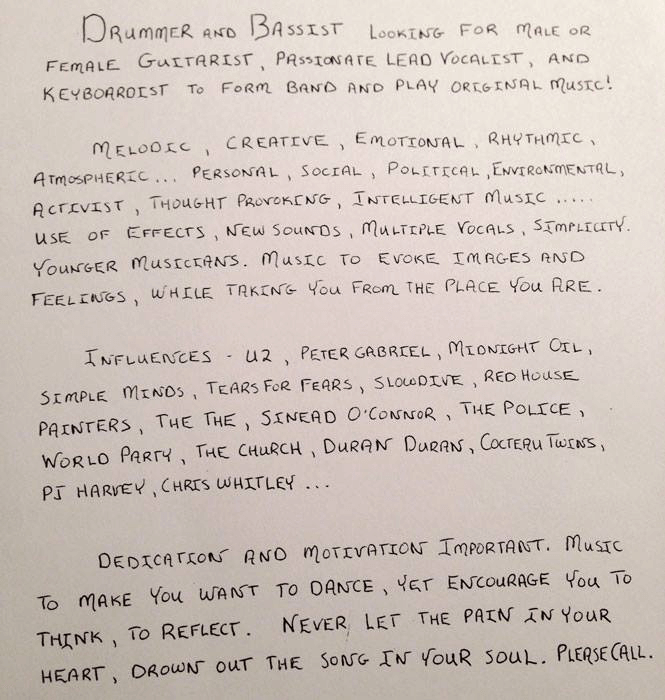 DRUMMER AND BASSIST LOOKING FOR MALE OR
FEMALE GUITARIST, PASSIONATE LEAD VOCALIST, AND
KEYBOARDIST TO FORM BAND AND PLAY ORIGINAL MUSIC!
MELODIC, CREATIVE, EMOTIONAL, RHYTHMIC,
ATMOSPHERIC... PERSONAL, SOCIAL, POLITICAL, ENVIRONMENTAL,
ACTIVIST, THOUGHT PROVOKING, INTELLIGENT MUSIC.....
USE OF EFFECTS, NEW SOUNDS, MULTIPLE VOCALS, SIMPLICITY.
YOUNGER MUSICIANS. MUSIC TO EVOKE IMAGES AND
FEELINGS, WHILE TAKING YOU FROM THE PLACE YOU ARE.
INFLUENCES - U2, PETER GABRIEL, MIDNIGHT OIL,
SIMPLE MINDS, TEARS FOR FEARS, SLOWDIVE, RED HOUSE
PAINTERS, THE THE, SINEAD O'CONNOR, THE POLICE,
WORLD PARTY, THE CHURCH, DURAN DURAN, COCTEAU TWINS,
PJ HARVEY, CHRIS WHITLEY...
DEDICATION AND MOTIVATION IMPORTANT. MUSIC
TO MAKE YOU WANT TO DANCE, YET ENCOURAGE YOU TO
THINK, TO REFLECT. NEVER LET THE PAIN IN YOUR
HEART, DROWN OUT THE SONG IN YOUR SOUL. PLEASE CALL.